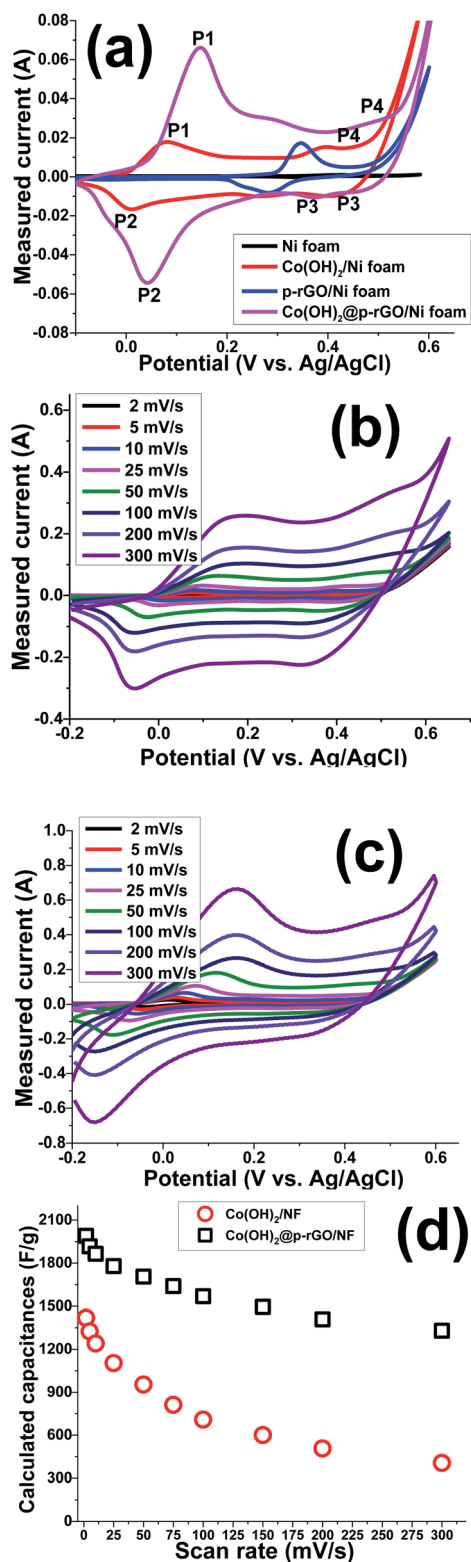 (a)
Measured current (A)
0.08
0.06
0.04
0.02
0.00
-0.02
-0.04
-0.06
-0.08
P1
P1
P4
P4
P2
P3
P3
P2
Ni foam
Co(OH)₂/Ni foam
p-rGO/Ni foam
Co(OH)₂@p-rGO/Ni foam
0.0 0.2 0.4 0.6
Potential (V vs. Ag/AgCl)
(b)
Measured current (A)
0.6
0.4
0.2
0.0
-0.2
-0.4
2 mV/s
5 mV/s
10 mV/s
25 mV/s
50 mV/s
100 mV/s
200 mV/s
300 mV/s
-0.2 0.0 0.2 0.4 0.6
Potential (V vs. Ag/AgCl)
(c)
Measured current (A)
1.0
0.8
0.6
0.4
0.2
0.0
-0.2
-0.4
-0.6
-0.8
2 mV/s
5 mV/s
10 mV/s
25 mV/s
50 mV/s
100 mV/s
200 mV/s
300 mV/s
-0.2 0.0 0.2 0.4 0.6
Potential (V vs. Ag/AgCl)
(d)
Calculated capacitances (F/g)
2100
1800
1500
1200
900
600
300
0
Co(OH)₂/NF
Co(OH)₂@p-rGO/NF
0 25 50 75 100 125 150 175 200 225 250 275 300
Scan rate (mV/s)